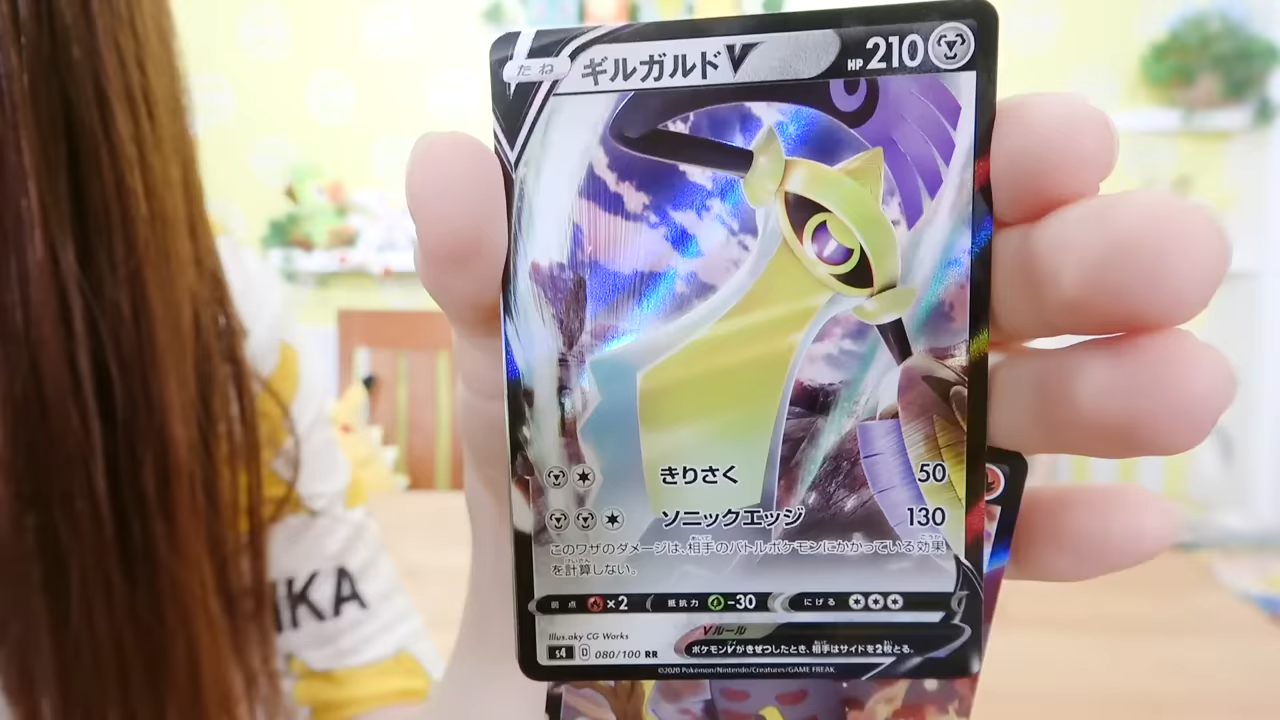 たね ギルガルドV HP 210
きりさく 50
ソニックエッジ 130
このワザのダメージは、相手のバトルポケモンにかかっている効果
を計算しない。
弱点 ×2 抵抗力 -30 にげる
Vルール
ポケモンVがきぜつしたとき、相手はサイドを2枚とる。
Illus.aky CG Works
s4 D 080/100 RR
©2020 Pokémon/Nintendo/Creatures/GAME FREAK.
IKA